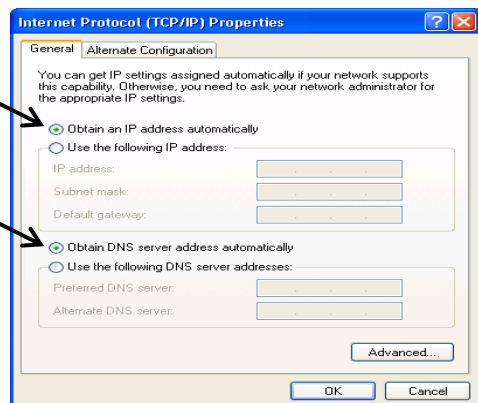 Internet Protocol (TCP/IP) Properties
General
Alternate Configuration
You can get IP settings assigned automatically if your network supports
this capability. Otherwise, you need to ask your network administrator for
the appropriate IP settings.
Obtain an IP address automatically
Use the following IP address:
IP address:
Subnet mask:
Default gateway:
Obtain DNS server address automatically
Use the following DNS server addresses:
Preferred DNS server:
Alternate DNS server:
Advanced...
OK
Cancel